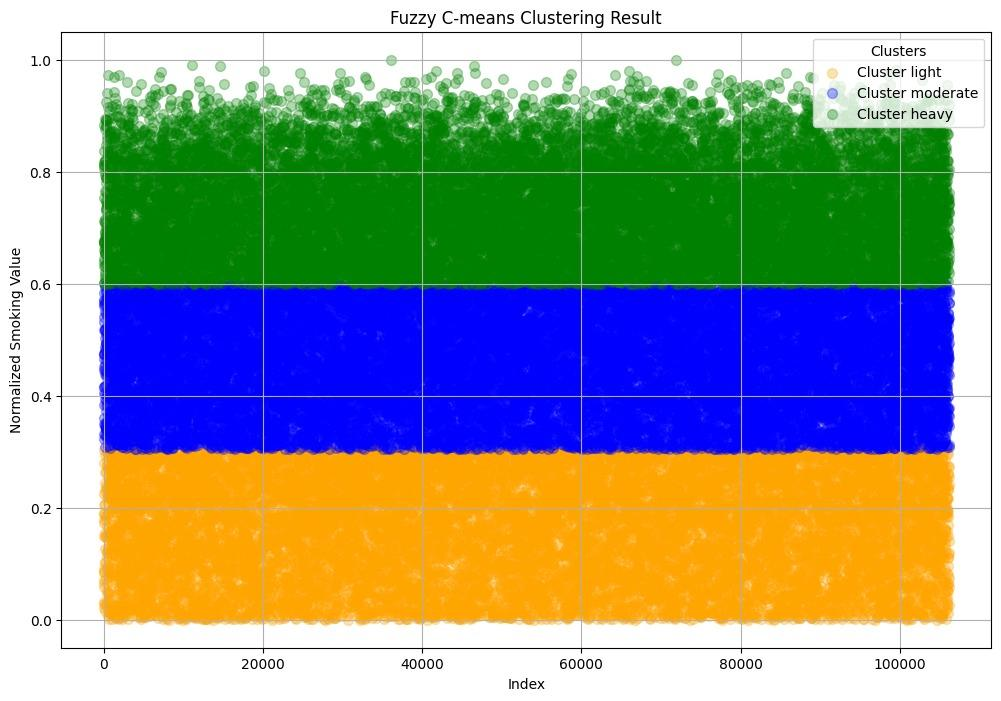 Fuzzy C-means Clustering Result
Clusters
Cluster light
Cluster moderate
Cluster heavy
Normalized Smoking Value
1.0
0.8
0.6
0.4
0.2
0.0
0 20000 40000 60000 80000 100000
Index